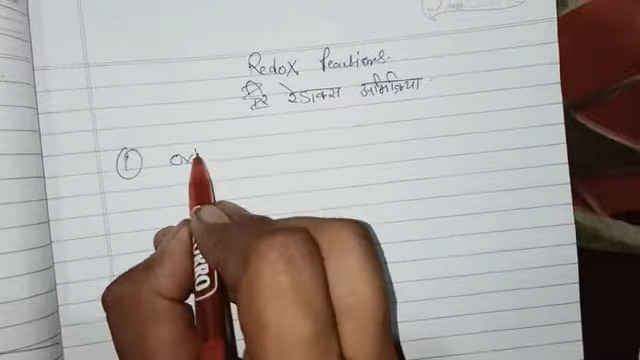 Redox Reactions.
रेडाक्स अभिक्रिया
① Oxi